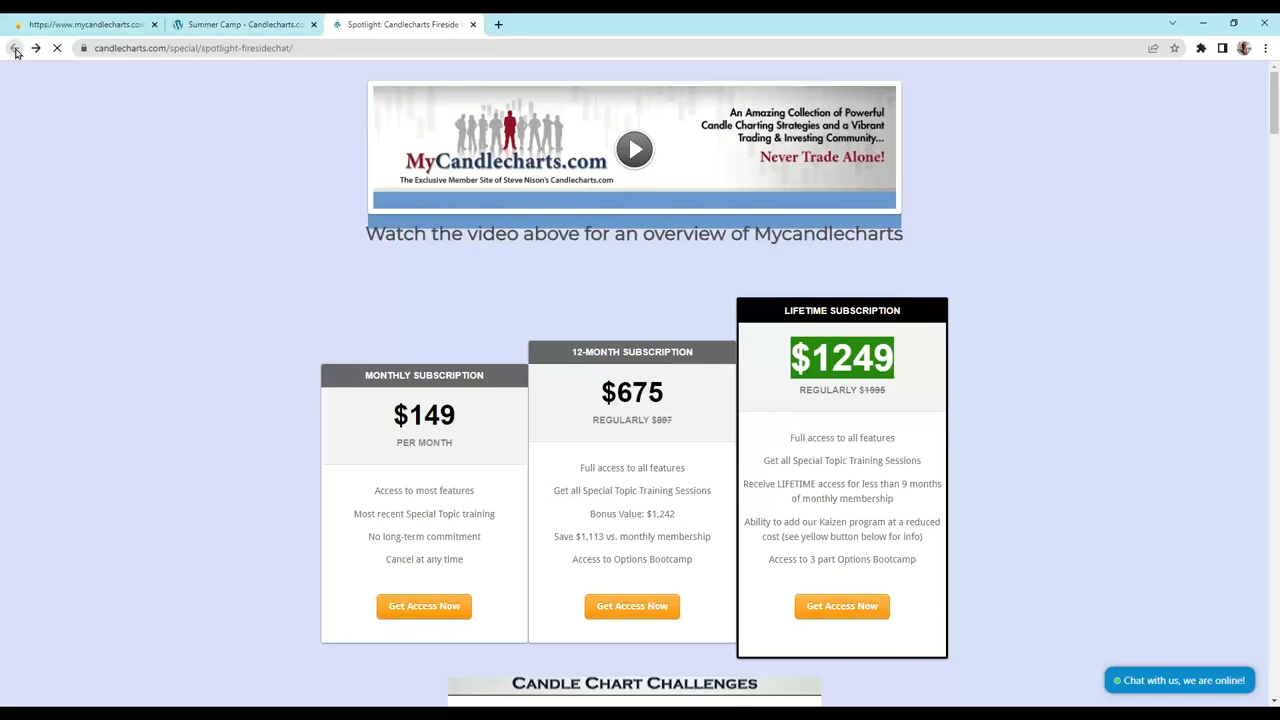 https://www.mycandlecharts.com
Summer Camp - Candlecharts.co
Spotlight: Candlecharts Fireside
candlecharts.com/special/spotlight-firesidechat/
MyCandlecharts.com
The Exclusive Member Site of Steve Nison's Candlecharts.com
An Amazing Collection of Powerful
Candle Charting Strategies and a Vibrant
Trading & Investing Community...
Never Trade Alone!
Watch the video above for an overview of Mycandlecharts
MONTHLY SUBSCRIPTION
$149
PER MONTH
Access to most features
Most recent Special Topic training
No long-term commitment
Cancel at any time
Get Access Now
12-MONTH SUBSCRIPTION
$675
REGULARLY $897
Full access to all features
Get all Special Topic Training Sessions
Bonus Value: $1,242
Save $1,113 vs. monthly membership
Access to Options Bootcamp
Get Access Now
LIFETIME SUBSCRIPTION
$1249
REGULARLY $1995
Full access to all features
Get all Special Topic Training Sessions
Receive LIFETIME access for less than 9 months
of monthly membership
Ability to add our Kaizen program at a reduced
cost (see yellow button below for info)
Access to 3 part Options Bootcamp
Get Access Now
CANDLE CHART CHALLENGES
Chat with us, we are online!